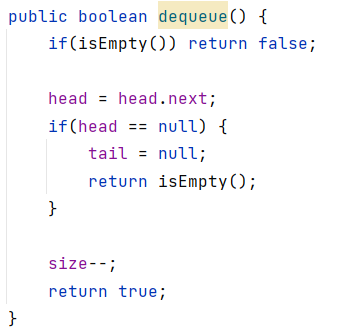 public boolean dequeue() {
    if(isEmpty()) return false;

    head = head.next;
    if(head == null) {
        tail = null;
        return isEmpty();
    }

    size--;
    return true;
}